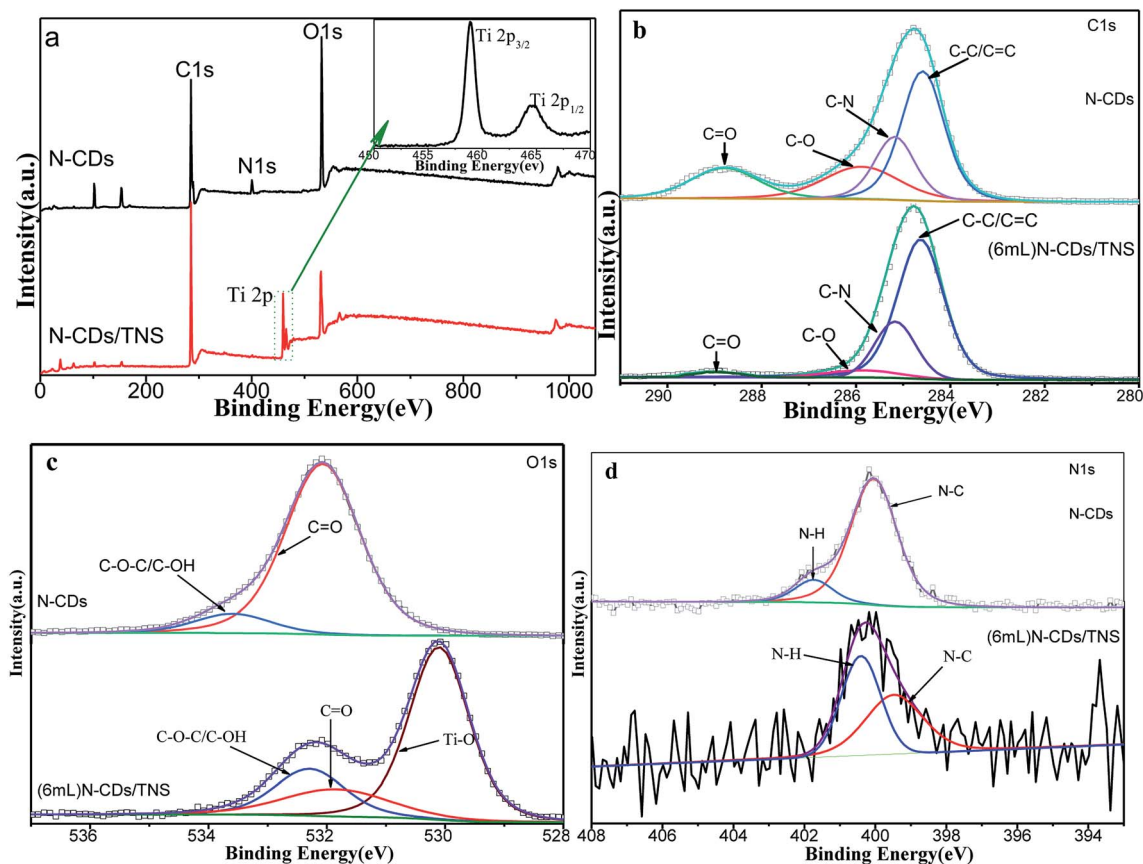 a
C1s
O1s
N-CDs
N1s
Ti 2p
N-CDs/TNS
Intensity(a.u.)
0 200 400 600 800 1000
Binding Energy(eV)
Ti 2p3/2
Ti 2p1/2
450 455 460 465 470
Binding Energy(ev)
b
C1s
N-CDs
C-C/C=C
C-N
C-O
C=O
C-C/C=C
(6mL)N-CDs/TNS
C-N
C-O
C=O
Intensity(a.u.)
290 288 286 284 282 280
Binding Energy(eV)
c
O1s
C=O
C-O-C/C-OH
N-CDs
C=O
C-O-C/C-OH
Ti-O
(6mL)N-CDs/TNS
Intensity(a.u.)
536 534 532 530 528
Binding Energy(eV)
d
N1s
N-C
N-CDs
N-H
(6mL)N-CDs/TNS
N-H
N-C
Intensity(a.u.)
408 406 404 402 400 398 396 394
Binding Energy(eV)